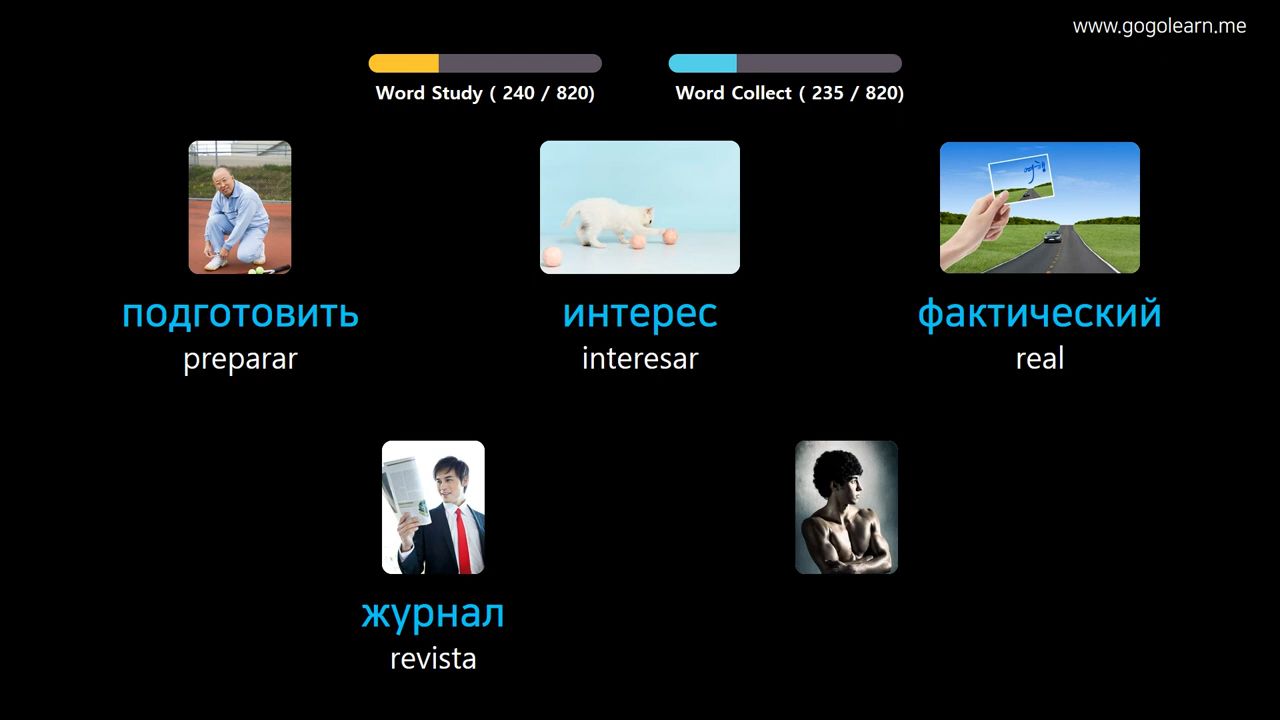 www.gogolearn.me
Word Study ( 240 / 820)
Word Collect ( 235 / 820)
подготовить
preparar
интерес
interesar
фактический
real
журнал
revista